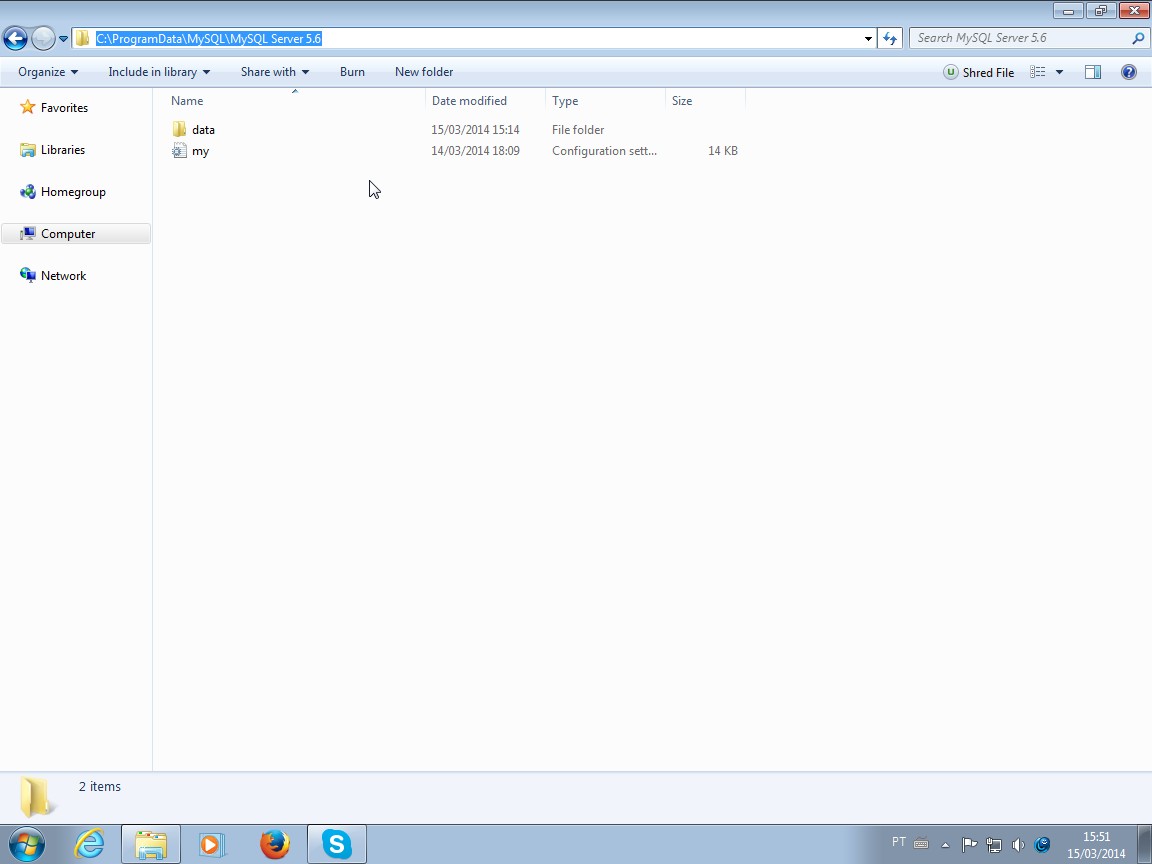 C:\ProgramData\MySQL\MySQL Server 5.6
Search MySQL Server 5.6
Organize Include in library Share with Burn New folder Shred File
Favorites
Libraries
Homegroup
Computer
Network
Name Date modified Type Size
data 15/03/2014 15:14 File folder
my 14/03/2014 18:09 Configuration sett... 14 KB
2 items
PT
15:51
15/03/2014